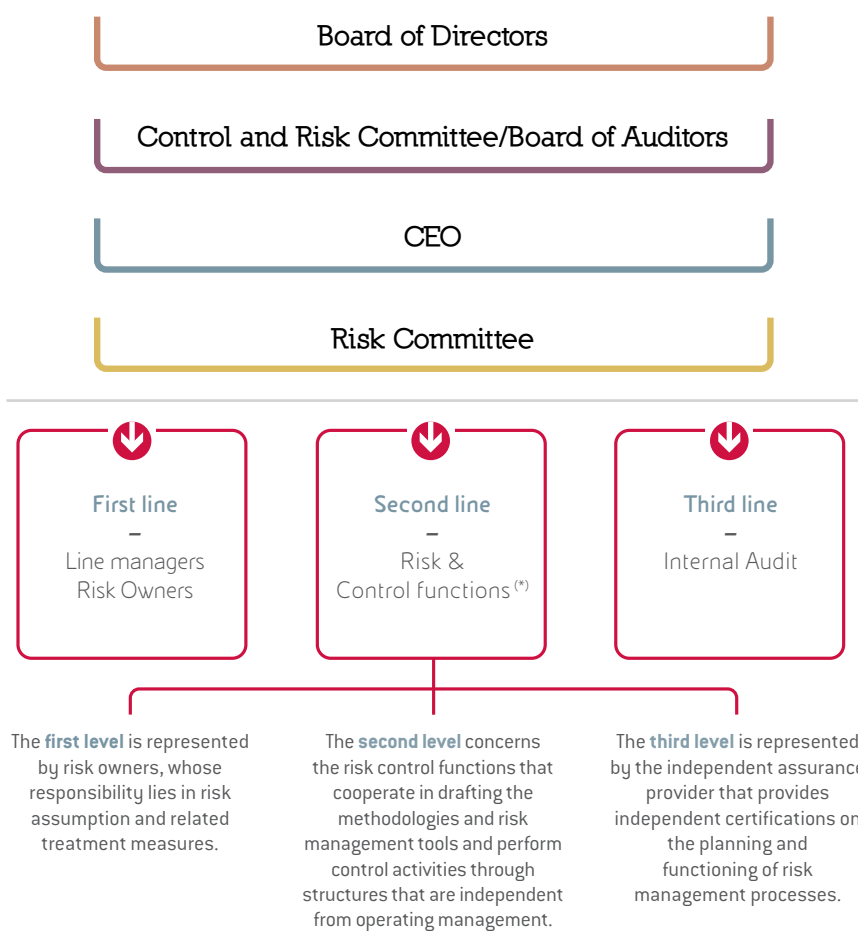 Board of Directors
Control and Risk Committee/Board of Auditors
CEO
Risk Committee
First line
–
Line managers
Risk Owners
Second line
–
Risk &
Control functions (*)
Third line
–
Internal Audit
The first level is represented
by risk owners, whose
responsibility lies in risk
assumption and related
treatment measures.
The second level concerns
the risk control functions that
cooperate in drafting the
methodologies and risk
management tools and perform
control activities through
structures that are independent
from operating management.
The third level is represented
by the independent assurance
provider that provides
independent certifications on
the planning and
functioning of risk
management processes.